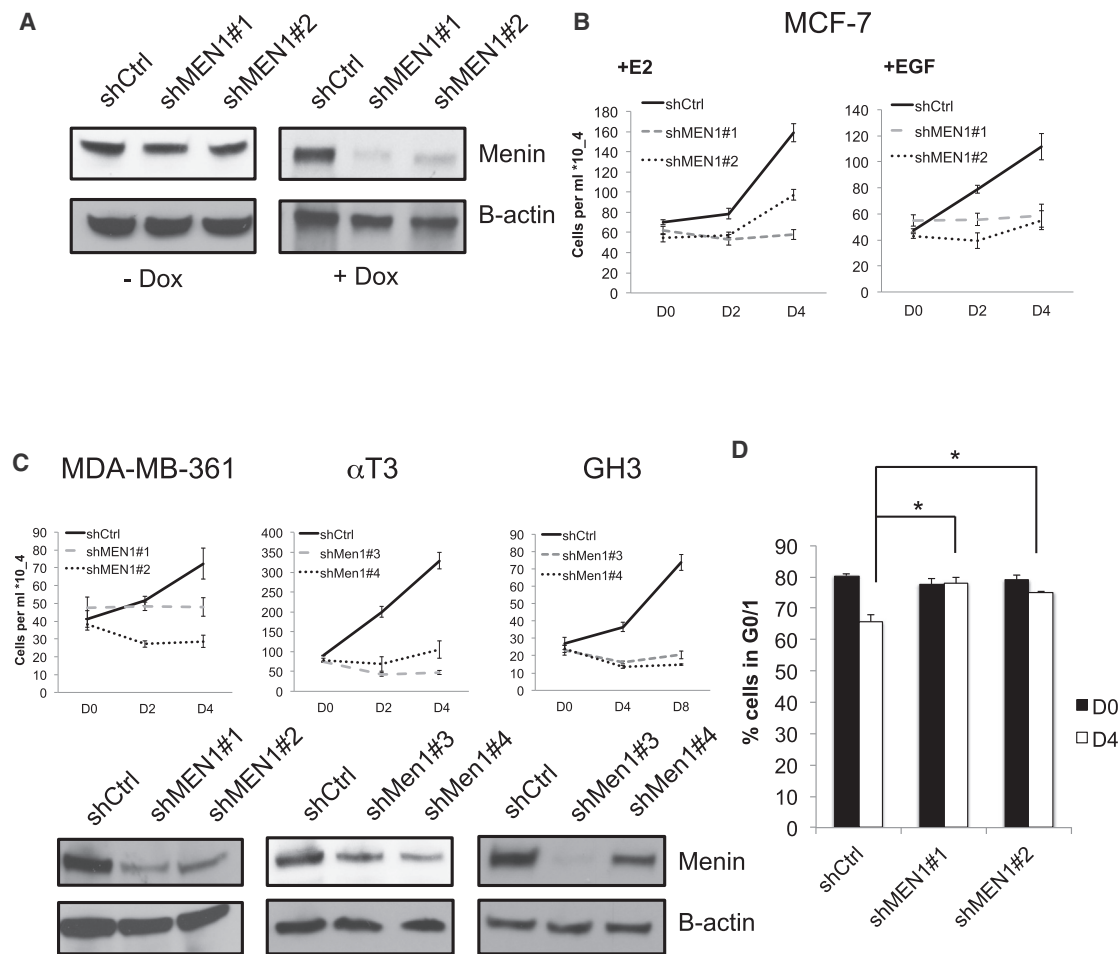 A
shCtrl
shMEN1#1
shMEN1#2
shCtrl
shMEN1#1
shMEN1#2
Menin
B-actin
- Dox
+ Dox
B
MCF-7
+E2
Cells per ml *10_4
180
160
140
120
100
80
60
40
20
0
shCtrl
shMEN1#1
shMEN1#2
D0 D2 D4
+EGF
140
120
100
80
60
40
20
0
shCtrl
shMEN1#1
shMEN1#2
D0 D2 D4
C
MDA-MB-361
Cells per ml *10_4
90
80
70
60
50
40
30
20
10
0
shCtrl
shMEN1#1
shMEN1#2
D0 D2 D4
αT3
400
350
300
250
200
150
100
50
0
shCtrl
shMen1#3
shMen1#4
D0 D2 D4
GH3
90
80
70
60
50
40
30
20
10
0
shCtrl
shMen1#3
shMen1#4
D0 D4 D8
shCtrl
shMEN1#1
shMEN1#2
shCtrl
shMen1#3
shMen1#4
shCtrl
shMen1#3
shMen1#4
Menin
B-actin
D
*
*
% cells in G0/1
90
80
70
60
50
40
30
20
10
0
shCtrl
shMEN1#1
shMEN1#2
D0
D4